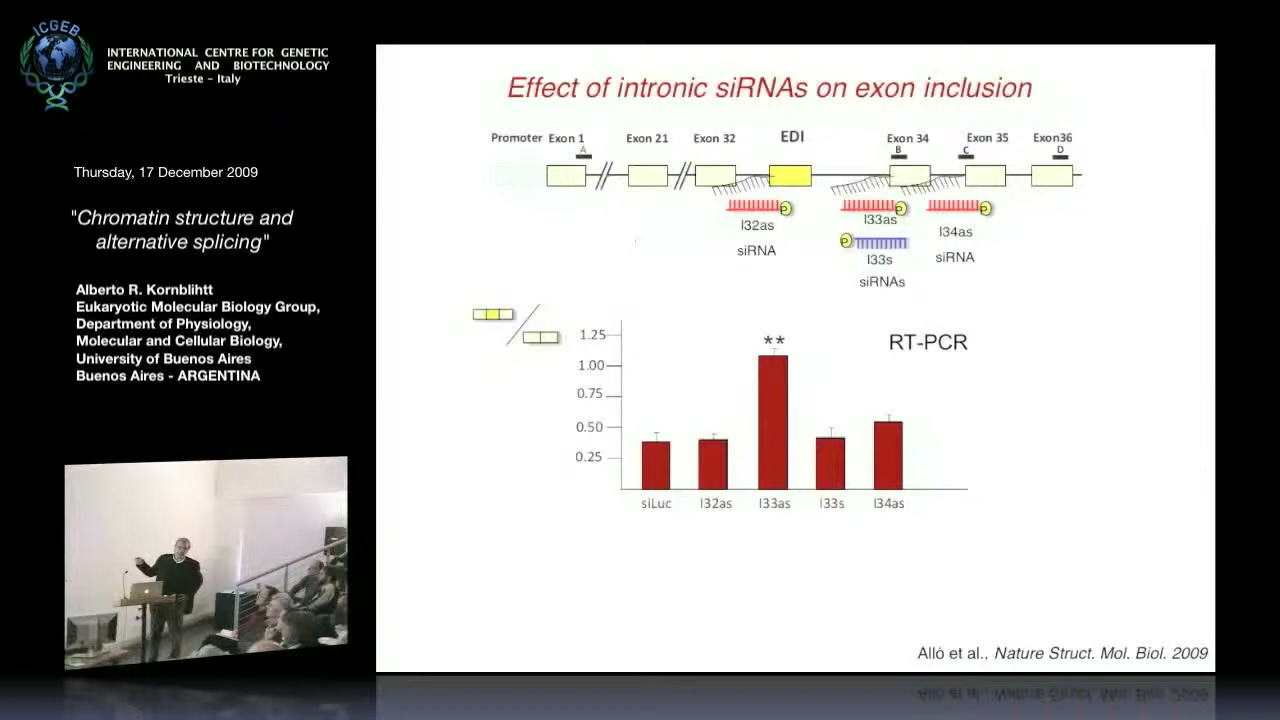 ICGEB
INTERNATIONAL CENTRE FOR GENETIC
ENGINEERING AND BIOTECHNOLOGY
Trieste - Italy
Thursday, 17 December 2009
"Chromatin structure and
alternative splicing"
Alberto R. Kornblihtt
Eukaryotic Molecular Biology Group,
Department of Physiology,
Molecular and Cellular Biology,
University of Buenos Aires
Buenos Aires - ARGENTINA
Effect of intronic siRNAs on exon inclusion
Promoter Exon 1 Exon 21 Exon 32 EDI Exon 34 Exon 35 Exon36
A B C D
P P P
I32as I33as I34as
P
siRNA I33s siRNA
siRNAs
RT-PCR
**
1.25
1.00
0.75
0.50
0.25
siLuc I32as I33as I33s I34as
Alló et al., Nature Struct. Mol. Biol. 2009